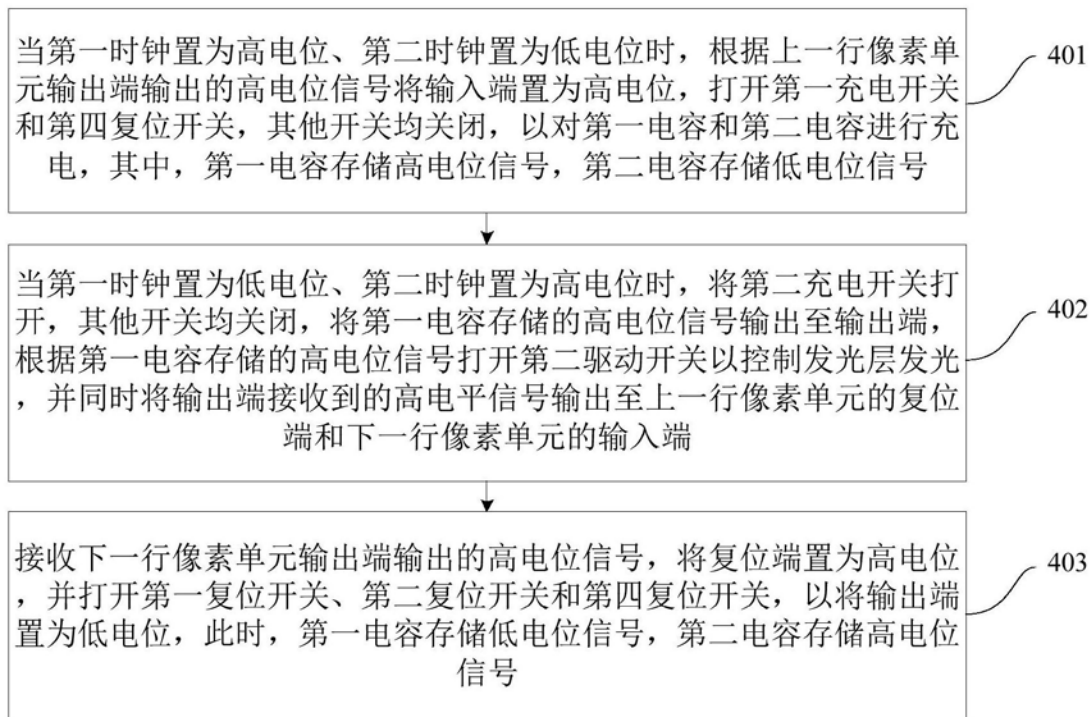 当第一时钟置为高电位、第二时钟置为低电位时，根据上一行像素单
元输出端输出的高电位信号将输入端置为高电位，打开第一充电开关
和第四复位开关，其他开关均关闭，以对第一电容和第二电容进行充
电，其中，第一电容存储高电位信号，第二电容存储低电位信号
401
当第一时钟置为低电位、第二时钟置为高电位时，将第二充电开关打
开，其他开关均关闭，将第一电容存储的高电位信号输出至输出端，
根据第一电容存储的高电位信号打开第二驱动开关以控制发光层发光
，并同时将输出端接收到的高电平信号输出至上一行像素单元的复位
端和下一行像素单元的输入端
402
接收下一行像素单元输出端输出的高电位信号，将复位端置为高电位
，并打开第一复位开关、第二复位开关和第四复位开关，以将输出端
置为低电位，此时，第一电容存储低电位信号，第二电容存储高电位
信号
403